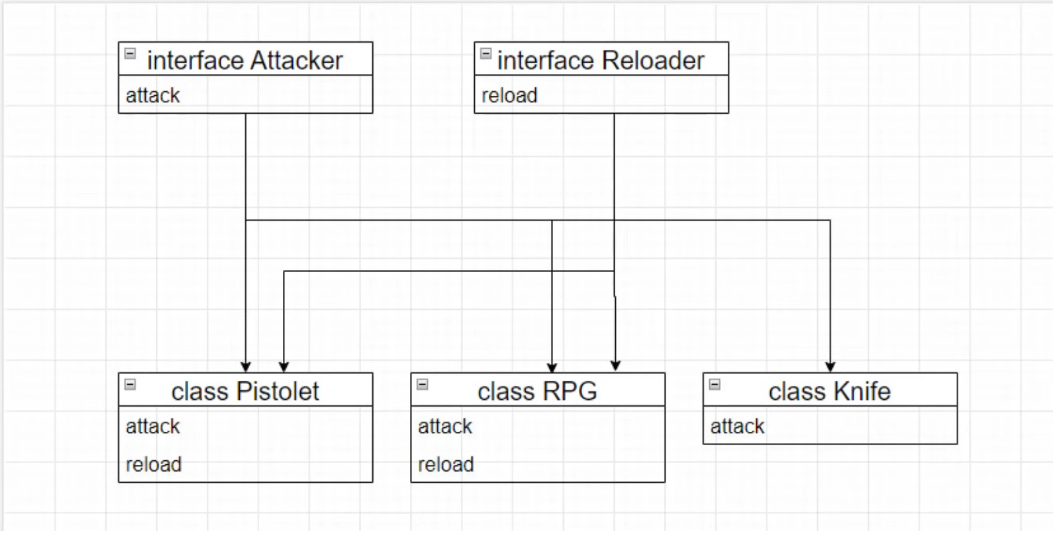 interface Attacker
attack
interface Reloader
reload
class Pistolet
attack
reload
class RPG
attack
reload
class Knife
attack